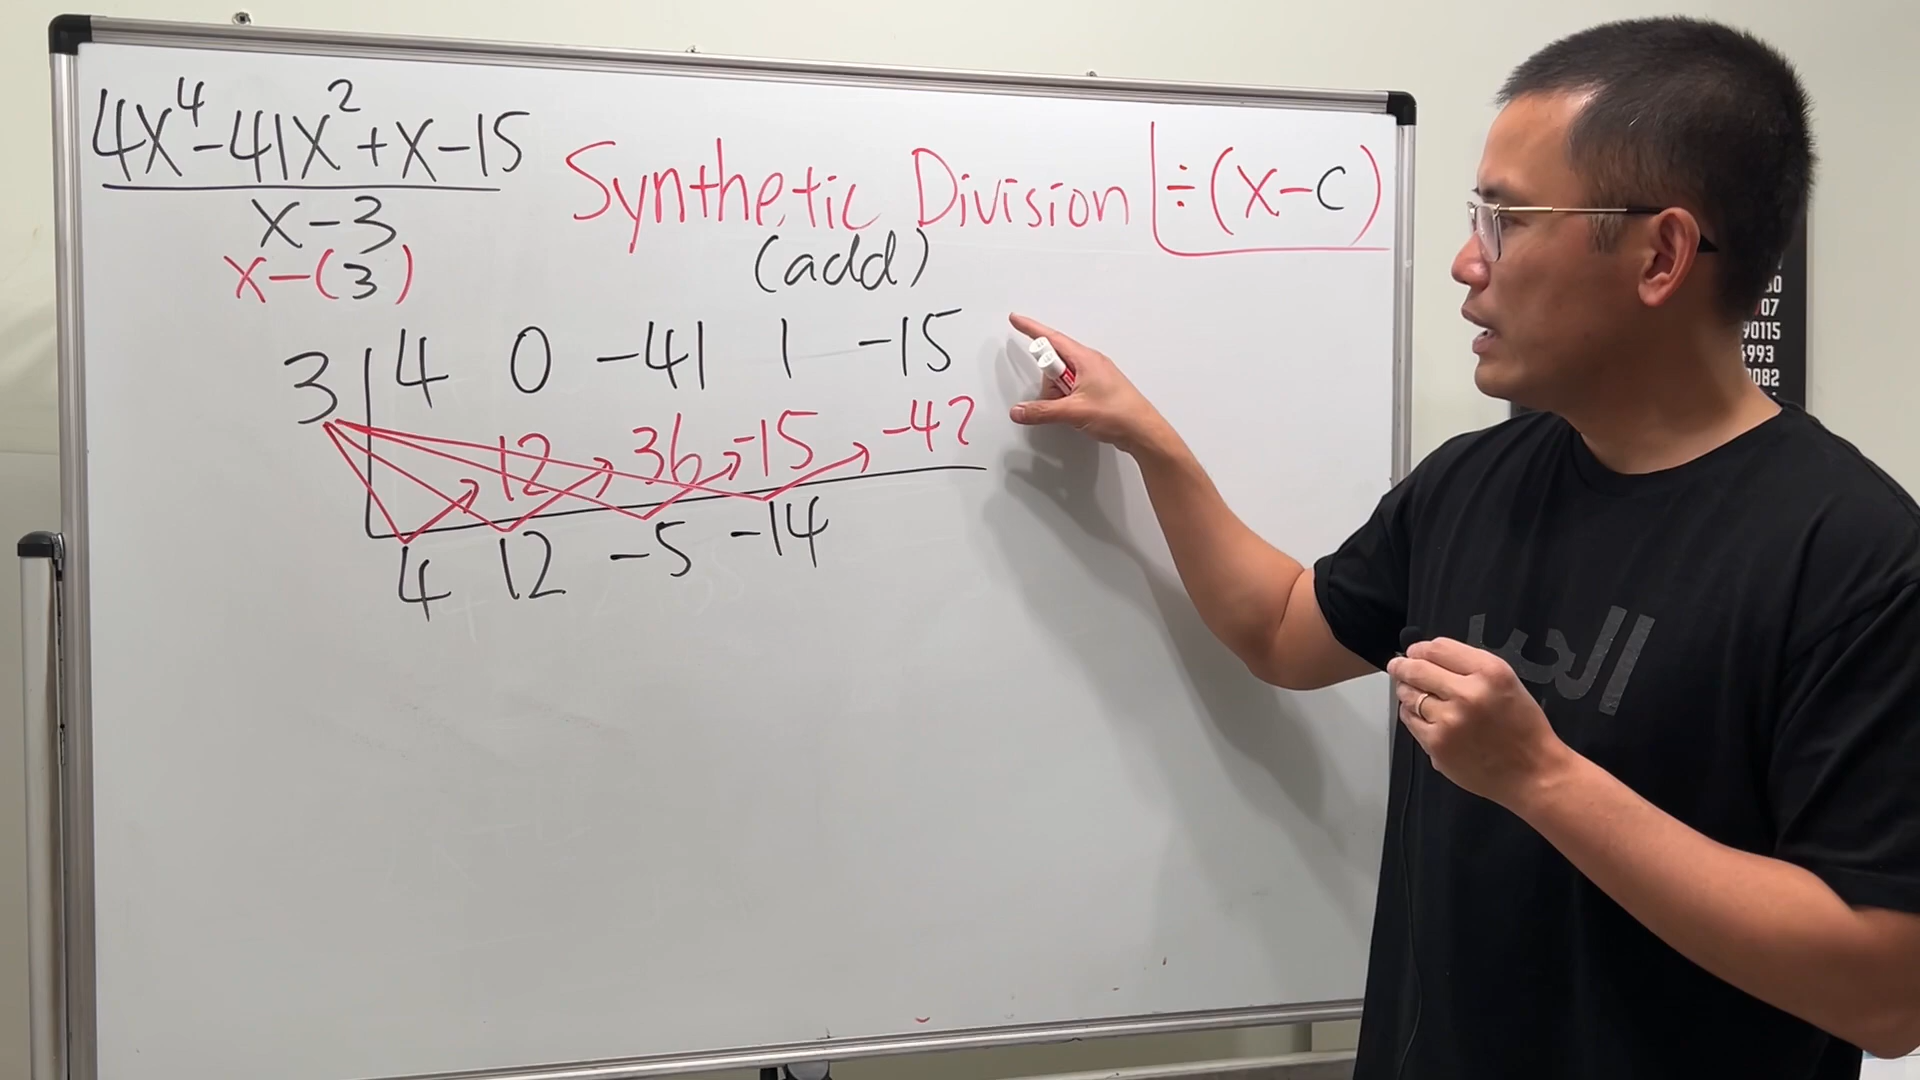 4x⁴-41x²+x-15
x-3
x-(3)
Synthetic Division ÷(x-c)
(add)
3 4 0 -41 1 -15
12 36 -15 -42
4 12 -5 -14
90115